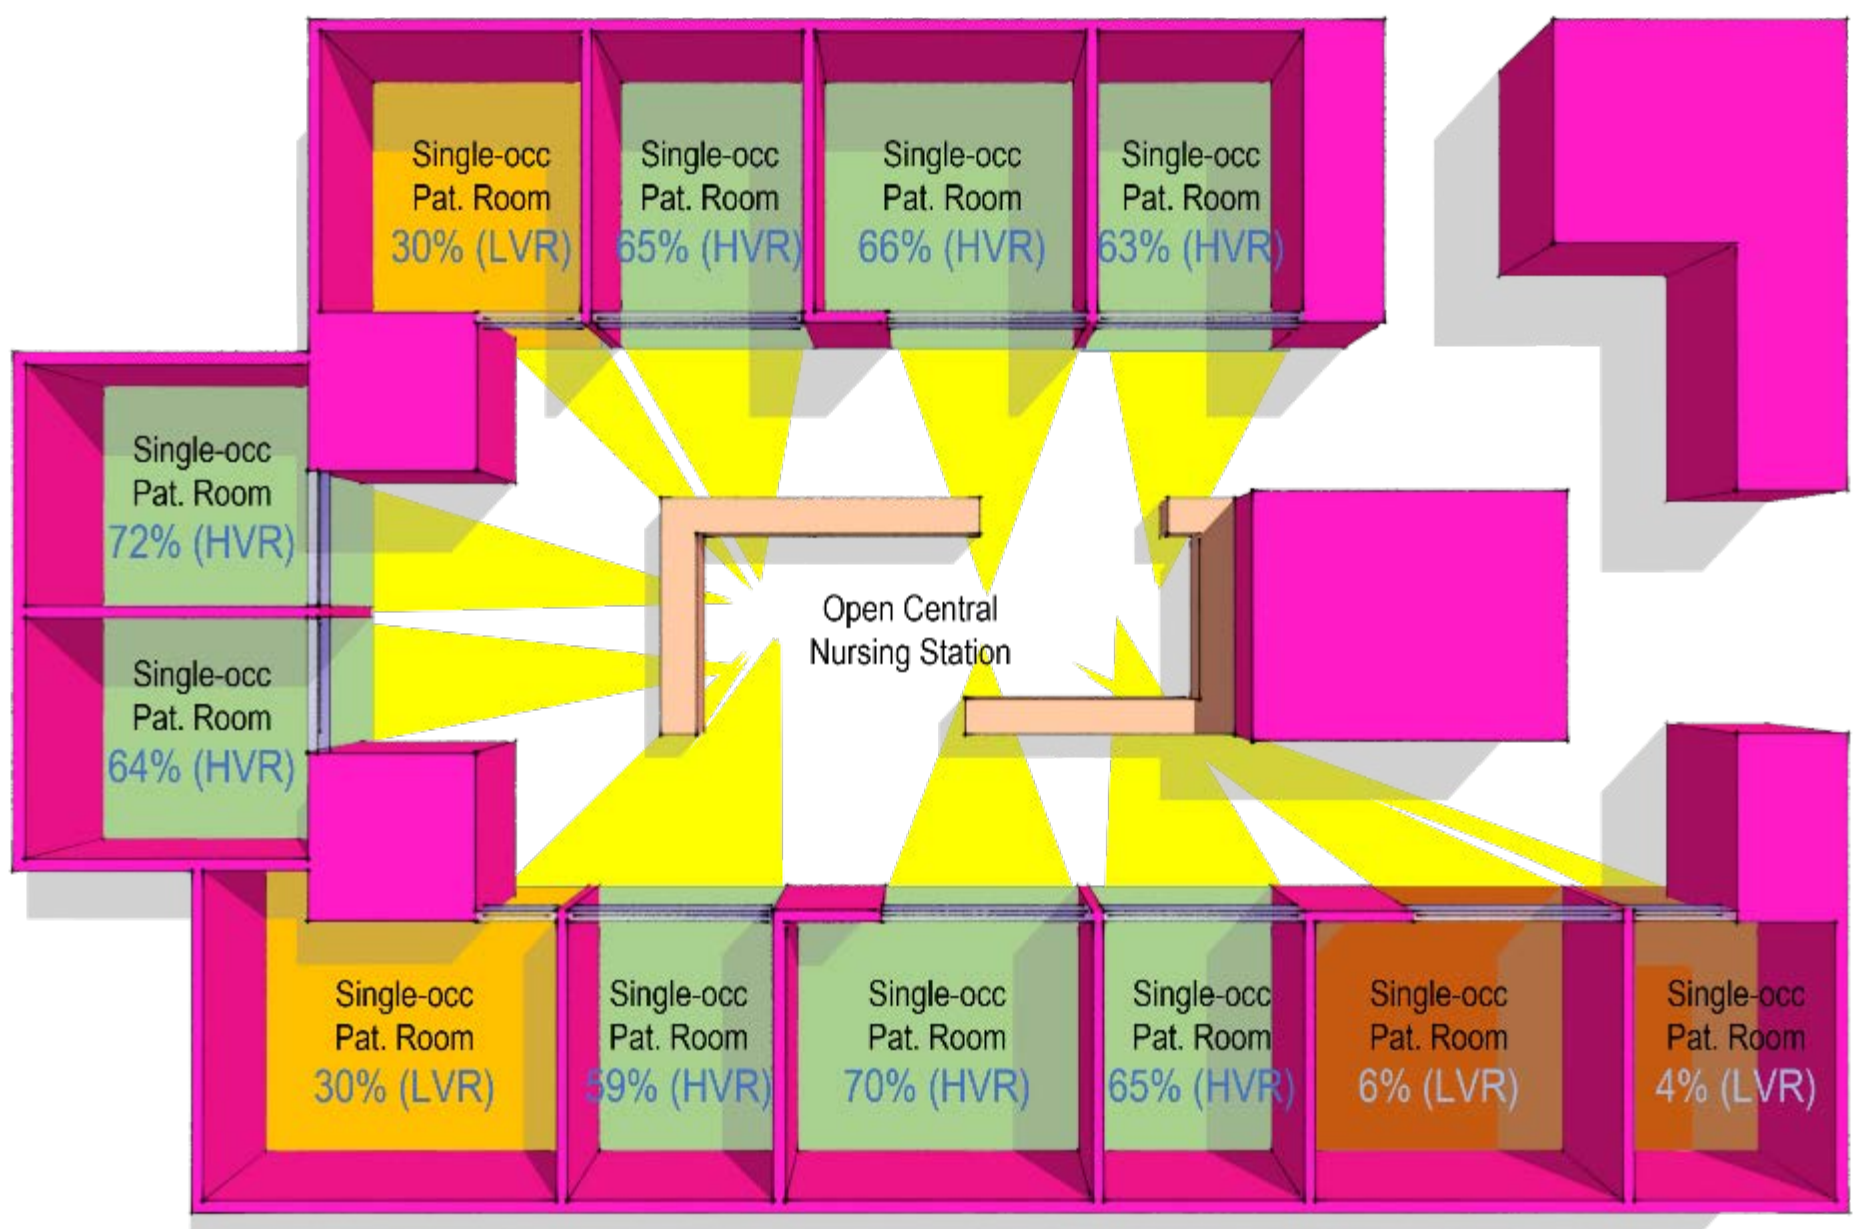 Single-occ
Pat. Room
30% (LVR)
Single-occ
Pat. Room
65% (HVR)
Single-occ
Pat. Room
66% (HVR)
Single-occ
Pat. Room
63% (HVR)
Single-occ
Pat. Room
72% (HVR)
Open Central
Nursing Station
Single-occ
Pat. Room
64% (HVR)
Single-occ
Pat. Room
30% (LVR)
Single-occ
Pat. Room
59% (HVR)
Single-occ
Pat. Room
70% (HVR)
Single-occ
Pat. Room
65% (HVR)
Single-occ
Pat. Room
6% (LVR)
Single-occ
Pat. Room
4% (LVR)